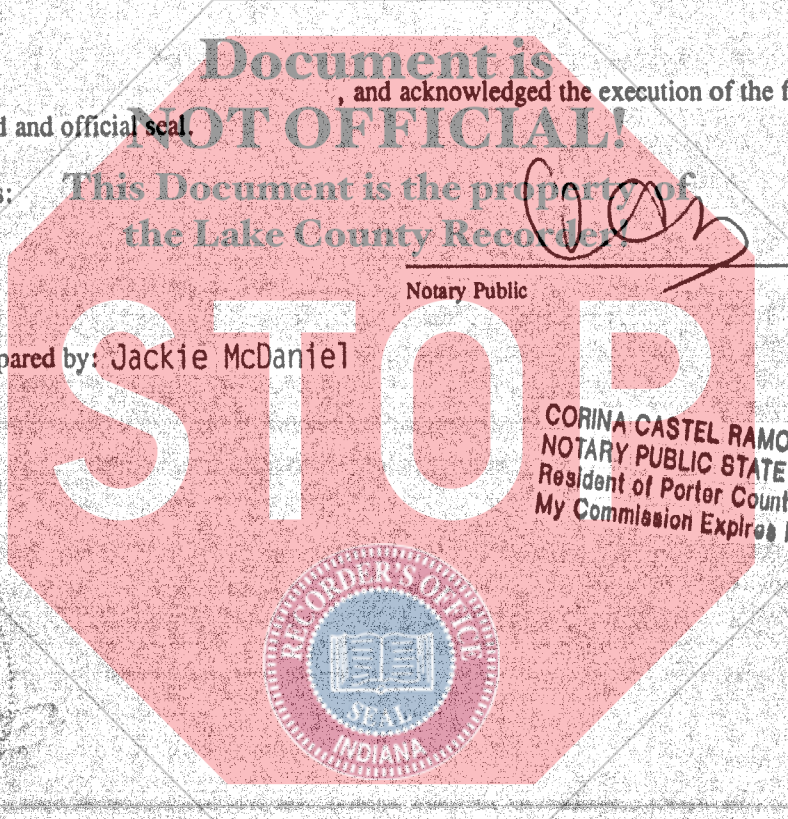 Document is
, and acknowledged the execution of the f
d and official seal.
NOT OFFICIAL!
s:
This Document is the property of
the Lake County Recorder!
Notary Public
STOP
pared by: Jackie McDaniel
CORINA CASTEL RAMO
NOTARY PUBLIC STATE
Resident of Porter Count
My Commission Expires
RECORDER'S OFFICE
SEAL
INDIANA